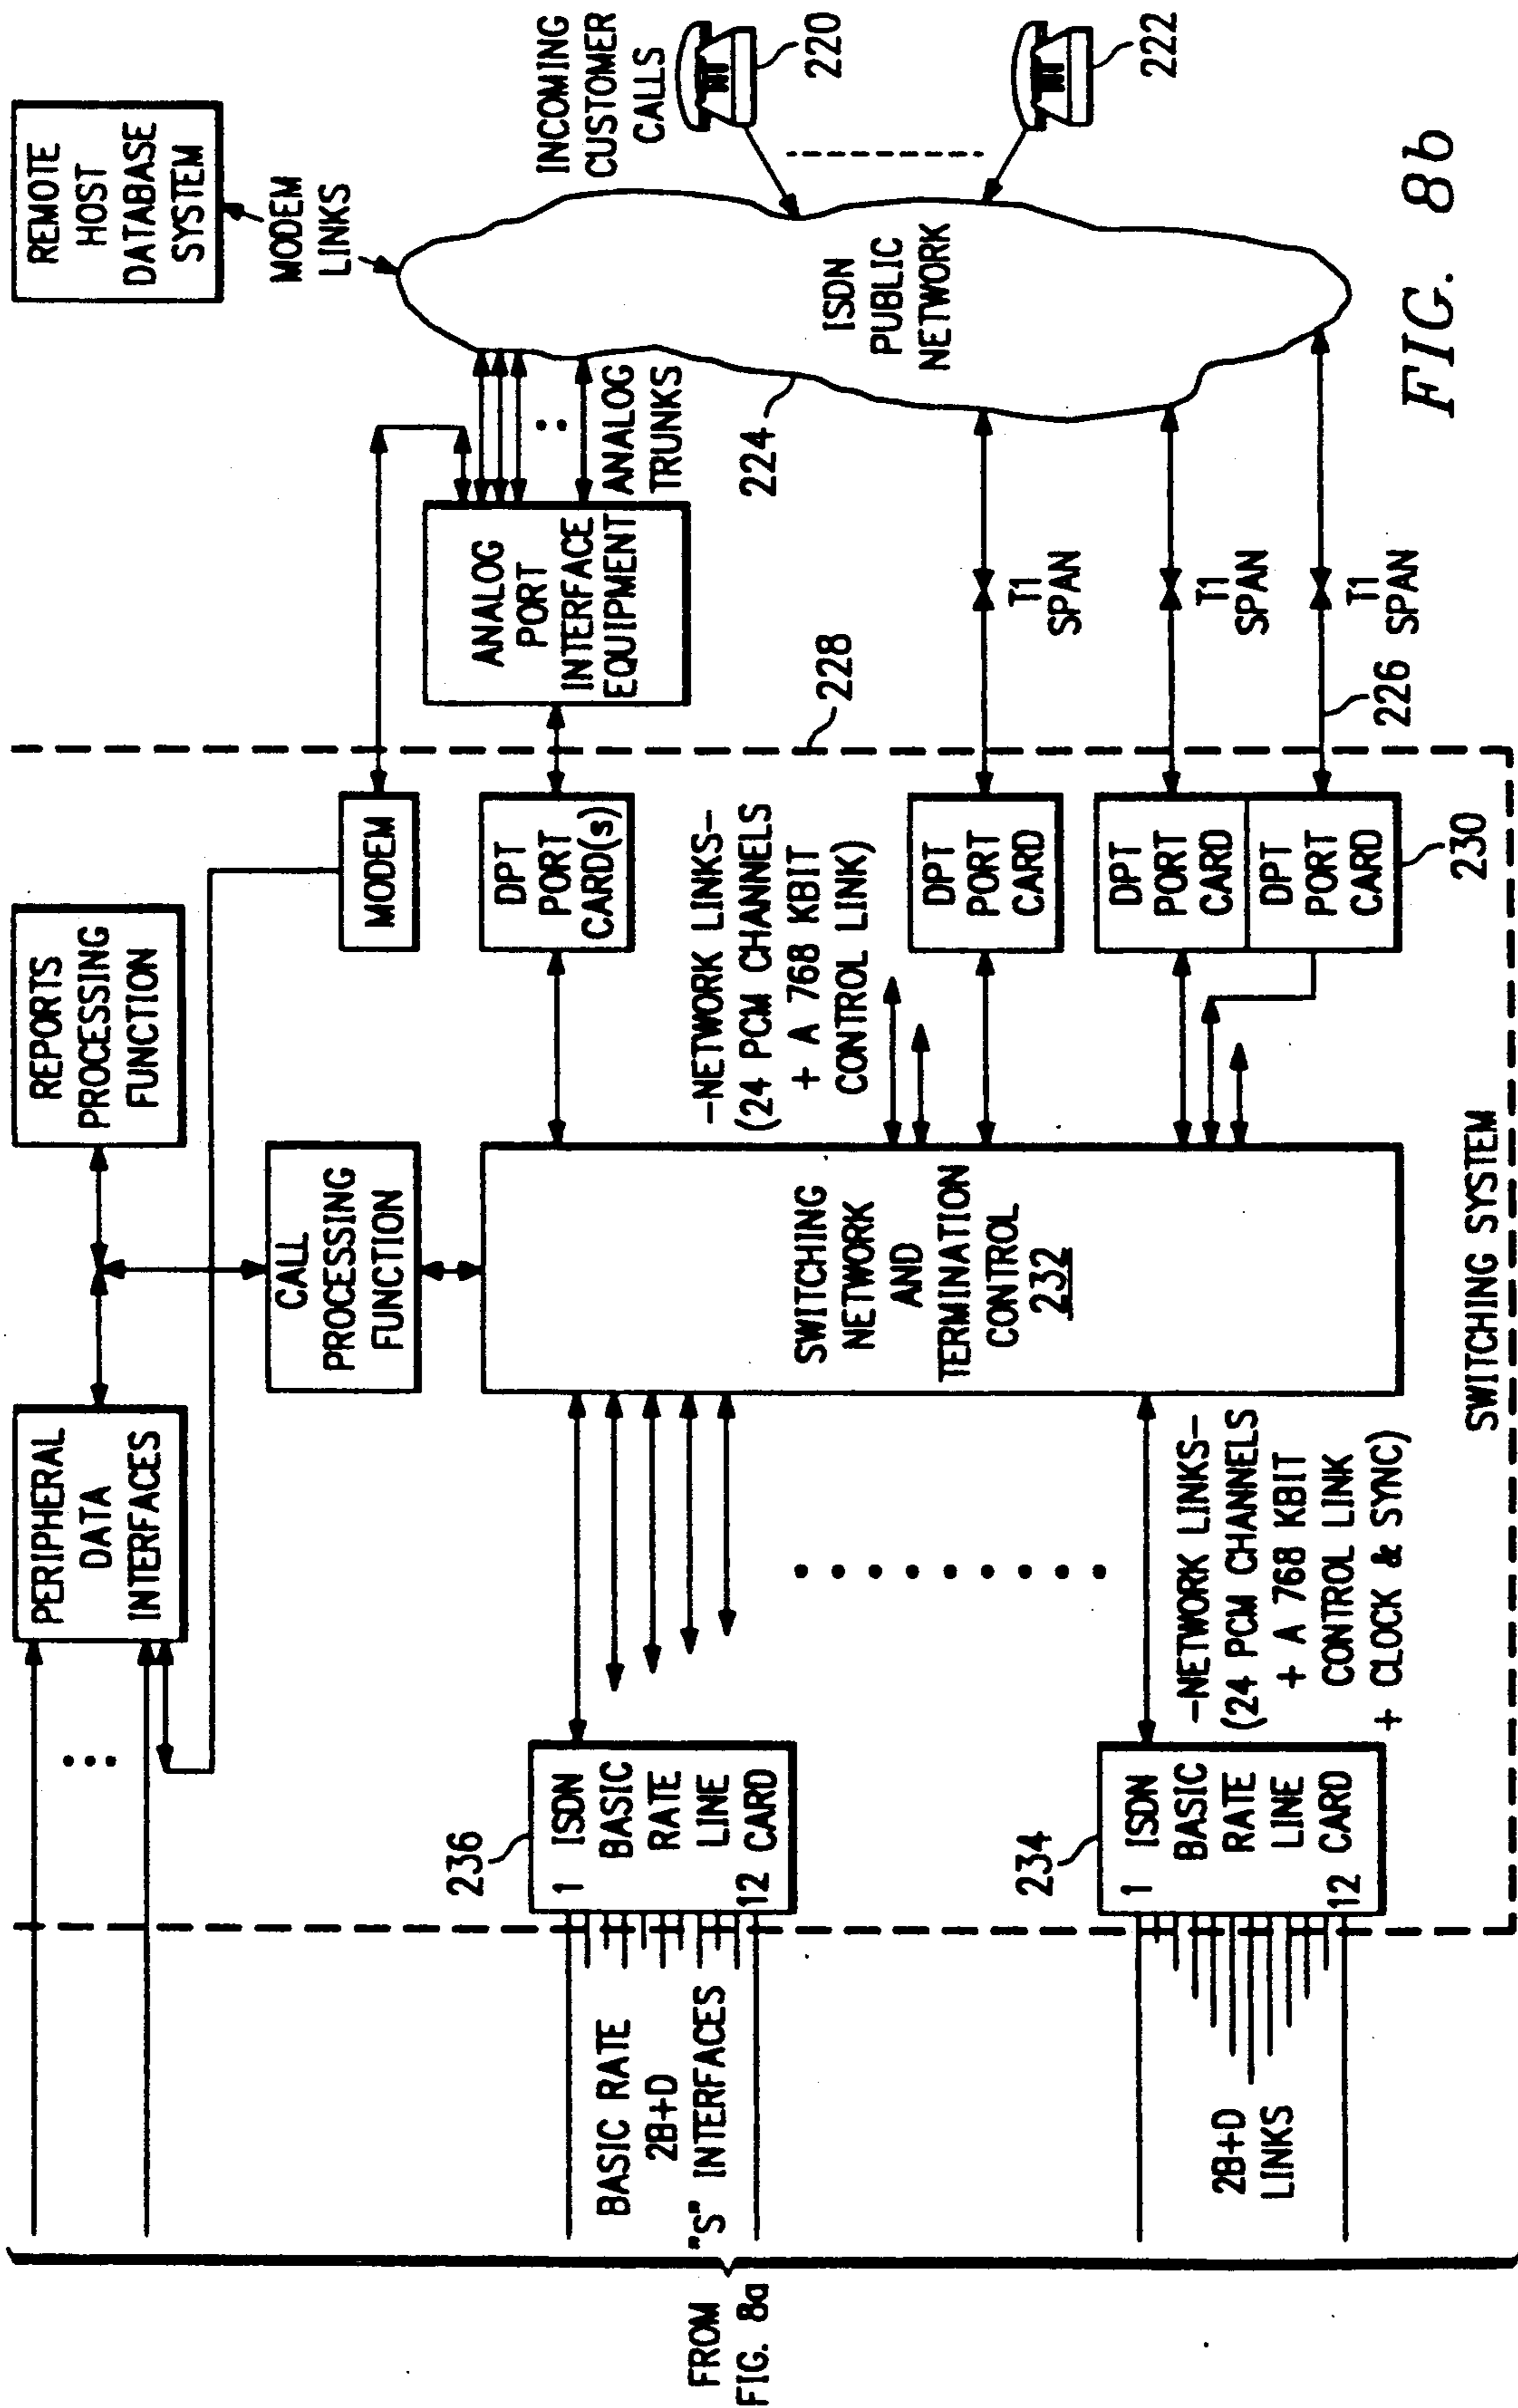 REMOTE
HOST
DATABASE
SYSTEM
MODEM
LINKS
INCOMING
CUSTOMER
CALLS
220
222
ISDN
PUBLIC
NETWORK
224
ANALOG
TRUNKS
ANALOG
PORT
INTERFACE
EQUIPMENT
T1
SPAN
T1
SPAN
T1
SPAN
226
228
REPORTS
PROCESSING
FUNCTION
MODEM
DPT
PORT
CARD(s)
-NETWORK LINKS-
(24 PCM CHANNELS
+ A 768 KBIT
CONTROL LINK)
DPT
PORT
CARD
DPT
PORT
CARD
DPT
PORT
CARD
230
PERIPHERAL
DATA
INTERFACES
CALL
PROCESSING
FUNCTION
SWITCHING
NETWORK
AND
TERMINATION
CONTROL
232
-NETWORK LINKS-
(24 PCM CHANNELS
+ A 768 KBIT
CONTROL LINK
+ CLOCK & SYNC)
SWITCHING SYSTEM
236
1 ISDN
BASIC
RATE
LINE
12 CARD
234
1 ISDN
BASIC
RATE
LINE
12 CARD
BASIC RATE
2B+D
"S" INTERFACES
2B+D
LINKS
FROM
FIG. 8a
FIG. 8b